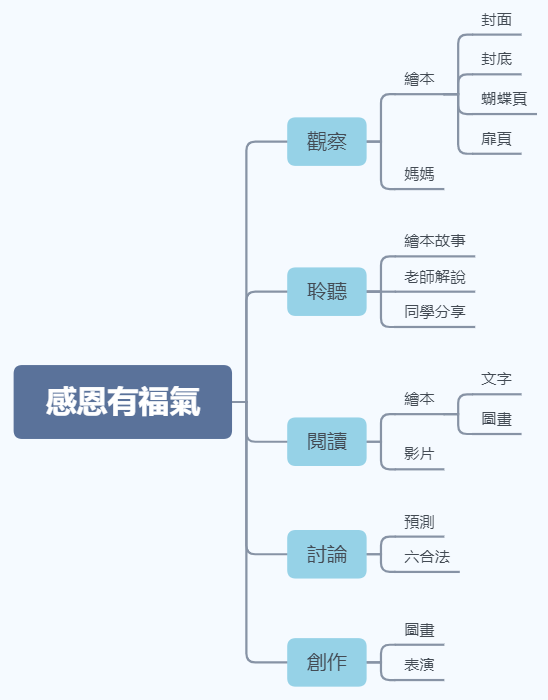 感恩有福氣
觀察
繪本
封面
封底
蝴蝶頁
扉頁
媽媽
聆聽
繪本故事
老師解說
同學分享
閱讀
繪本
文字
圖畫
影片
討論
預測
六合法
創作
圖畫
表演